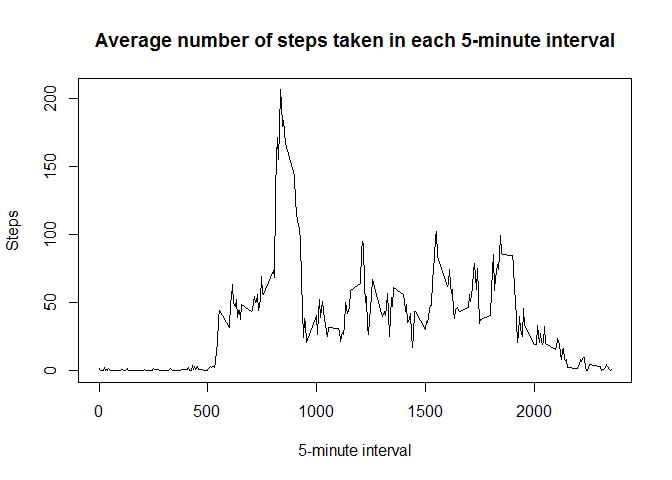 Average number of steps taken in each 5-minute interval
Steps
200
150
100
50
0
0 500 1000 1500 2000
5-minute interval